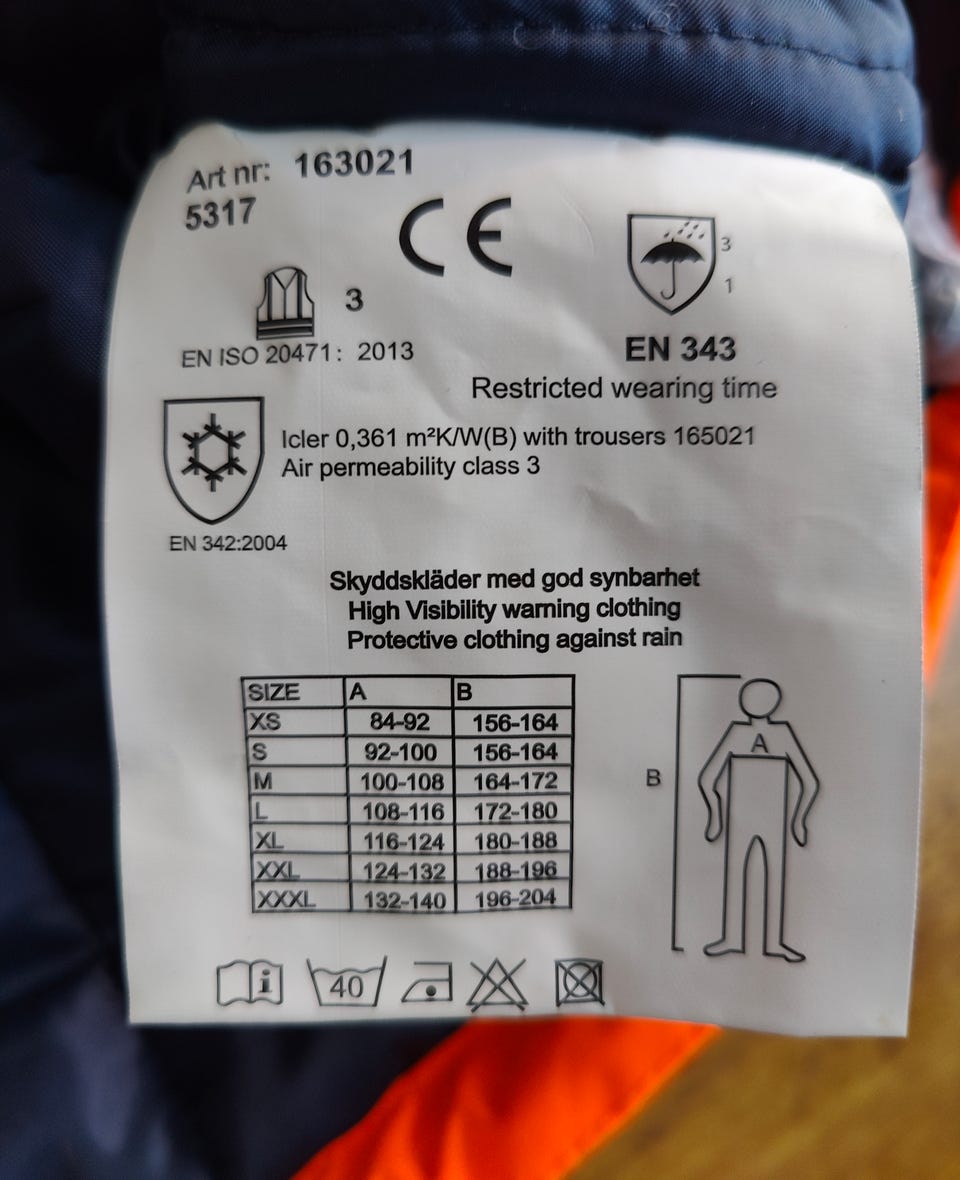 Art nr: 163021
5317
CE
3
3
1
EN ISO 20471: 2013
EN 343
Restricted wearing time
Icler 0,361 m²K/W(B) with trousers 165021
Air permeability class 3
EN 342:2004
Skyddskläder med god synbarhet
High Visibility warning clothing
Protective clothing against rain
SIZE A B
XS 84-92 156-164
S 92-100 156-164
M 100-108 164-172
L 108-116 172-180
XL 116-124 180-188
XXL 124-132 188-196
XXXL 132-140 196-204
A
B
i
40